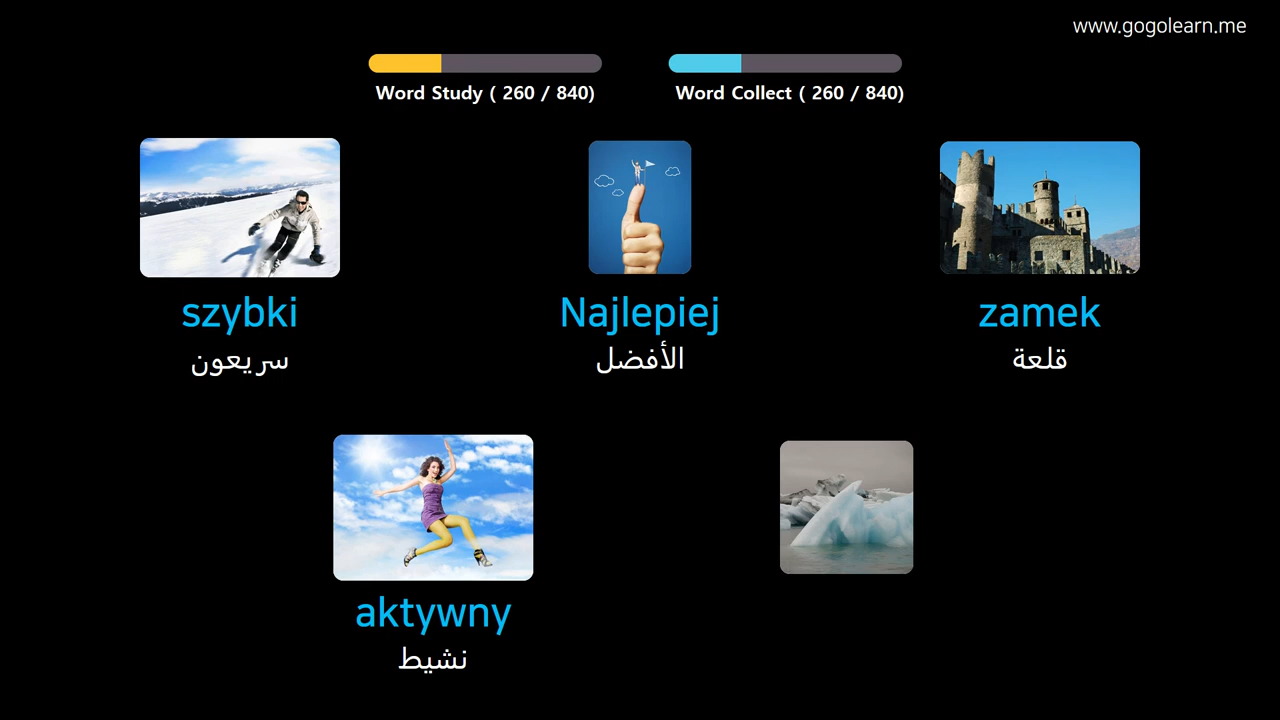 www.gogolearn.me
Word Study ( 260 / 840)
Word Collect ( 260 / 840)
szybki
سريعون
Najlepiej
الأفضل
zamek
قلعة
aktywny
نشيط